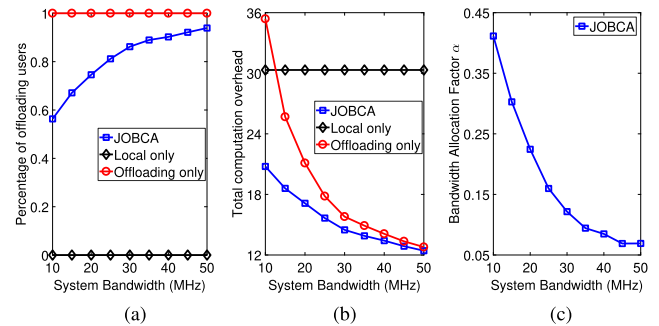 Percentage of offloading users
1
0.8
0.6
0.4
0.2
0
10 20 30 40 50
System Bandwidth (MHz)
JOBCA
Local only
Offloading only
(a)
Total computation overhead
36
30
24
18
12
10 20 30 40 50
System Bandwidth (MHz)
JOBCA
Local only
Offloading only
(b)
Bandwidth Allocation Factor α
0.45
0.35
0.25
0.15
0.05
10 20 30 40 50
System Bandwidth (MHz)
JOBCA
(c)